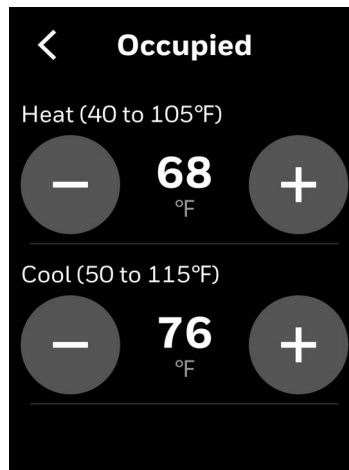 Occupied
Heat (40 to 105°F)
68
°F
Cool (50 to 115°F)
76
°F